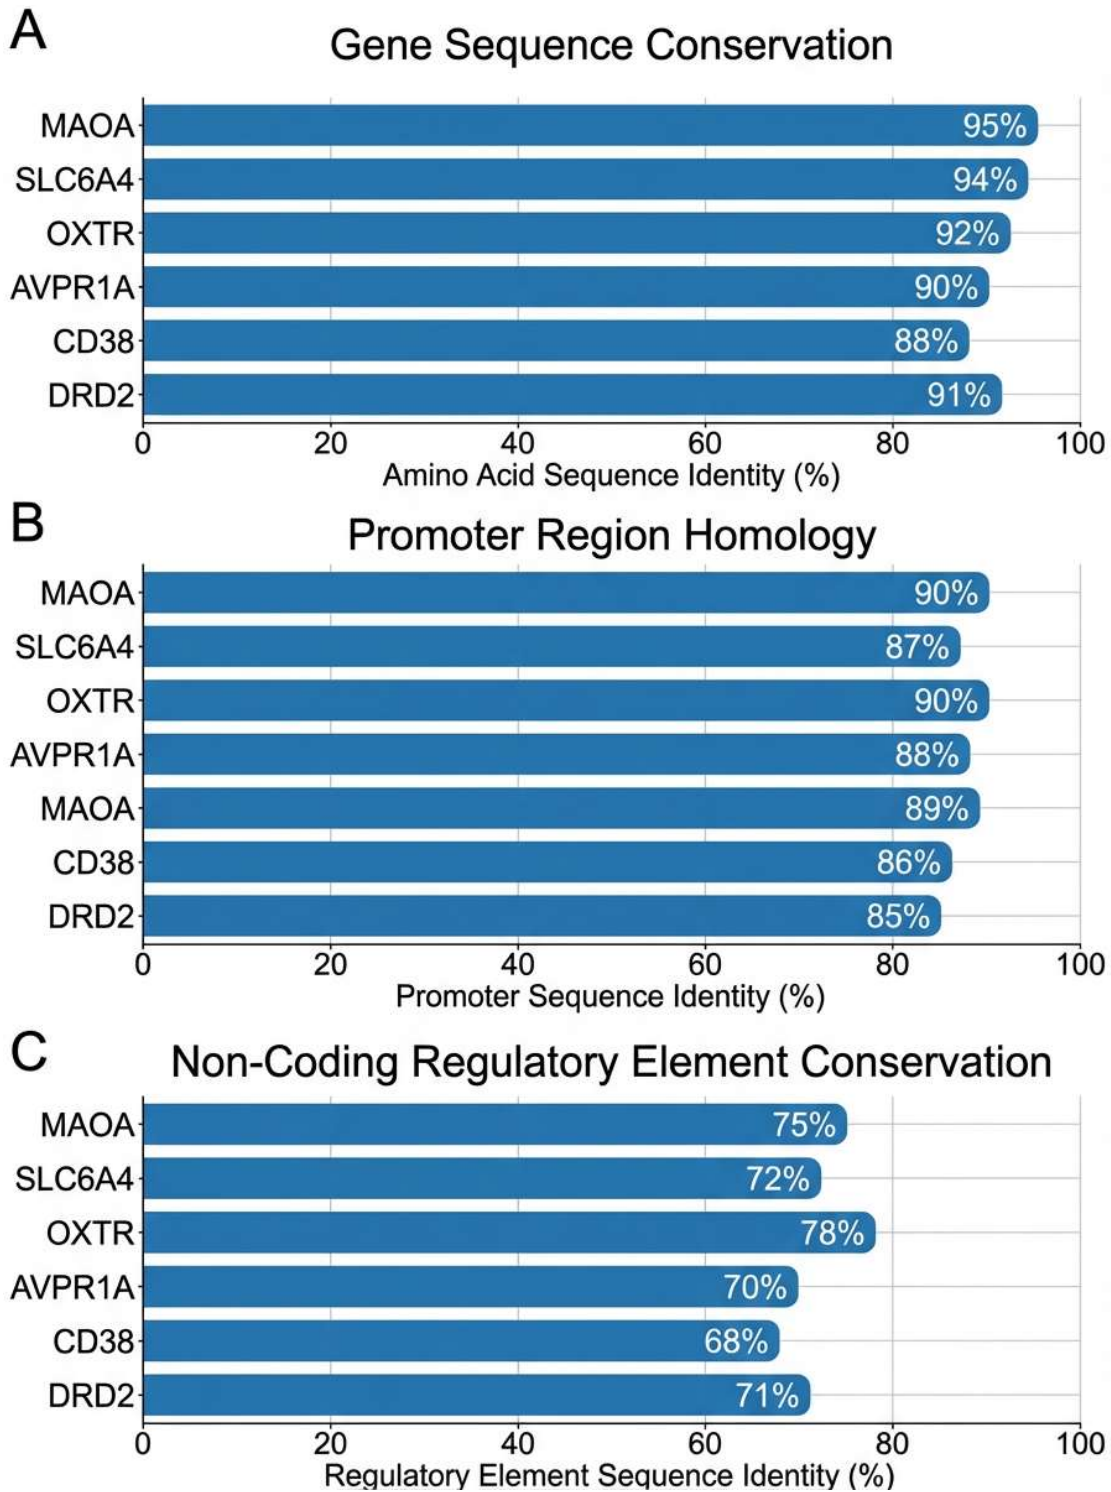 A
Gene Sequence Conservation
MAOA 95%
SLC6A4 94%
OXTR 92%
AVPR1A 90%
CD38 88%
DRD2 91%
0 20 40 60 80 100
Amino Acid Sequence Identity (%)
B
Promoter Region Homology
MAOA 90%
SLC6A4 87%
OXTR 90%
AVPR1A 88%
MAOA 89%
CD38 86%
DRD2 85%
0 20 40 60 80 100
Promoter Sequence Identity (%)
C
Non-Coding Regulatory Element Conservation
MAOA 75%
SLC6A4 72%
OXTR 78%
AVPR1A 70%
CD38 68%
DRD2 71%
0 20 40 60 80 100
Regulatory Element Sequence Identity (%)